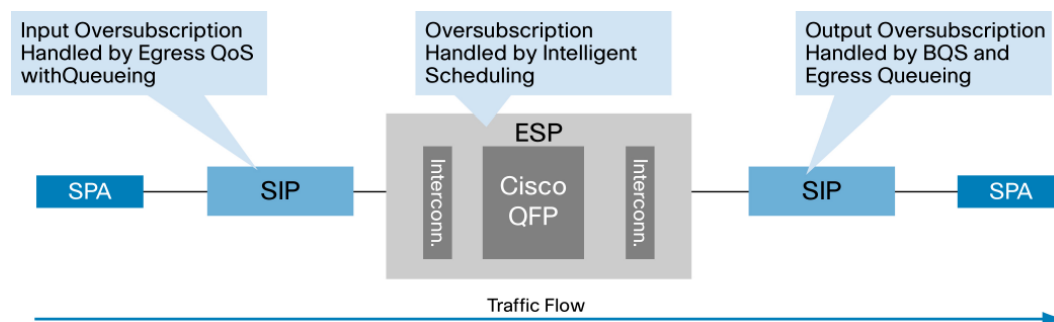 Input Oversubscription
Handled by Egress QoS
withQueueing
Oversubscription
Handled by Intelligent
Scheduling
Output Oversubscription
Handled by BQS and
Egress Queueing
SPA
SIP
ESP
Interconn.
Cisco
QFP
Interconn.
SIP
SPA
Traffic Flow